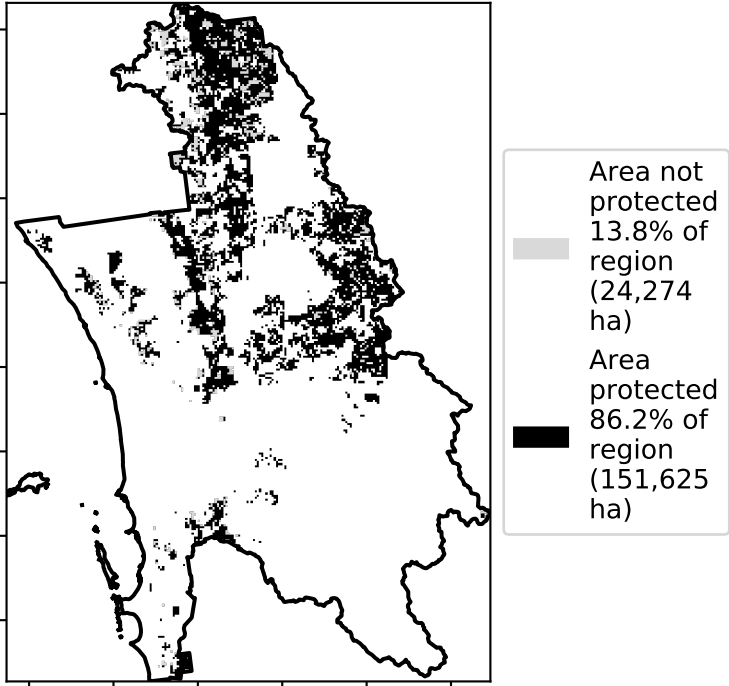 Area not
protected
13.8% of
region
(24,274
ha)
Area
protected
86.2% of
region
(151,625
ha)